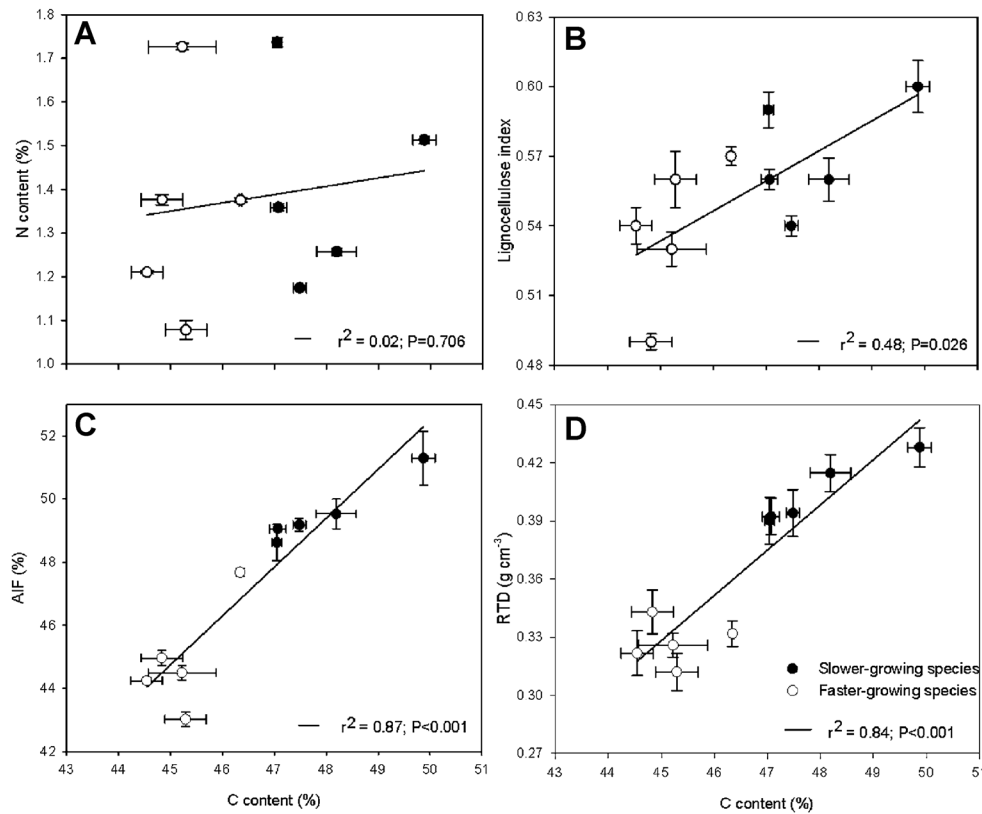 A
1.8
1.7
1.6
1.5
1.4
1.3
1.2
1.1
1.0
N content (%)
r2 = 0.02; P=0.706
B
0.63
0.60
0.57
0.54
0.51
0.48
Lignocellulose index
r2 = 0.48; P=0.026
C
52
50
48
46
44
42
AIF (%)
r2 = 0.87; P<0.001
43 44 45 46 47 48 49 50 51
C content (%)
D
0.45
0.42
0.39
0.36
0.33
0.30
0.27
RTD (g cm-3)
Slower-growing species
Faster-growing species
r2 = 0.84; P<0.001
43 44 45 46 47 48 49 50 51
C content (%)